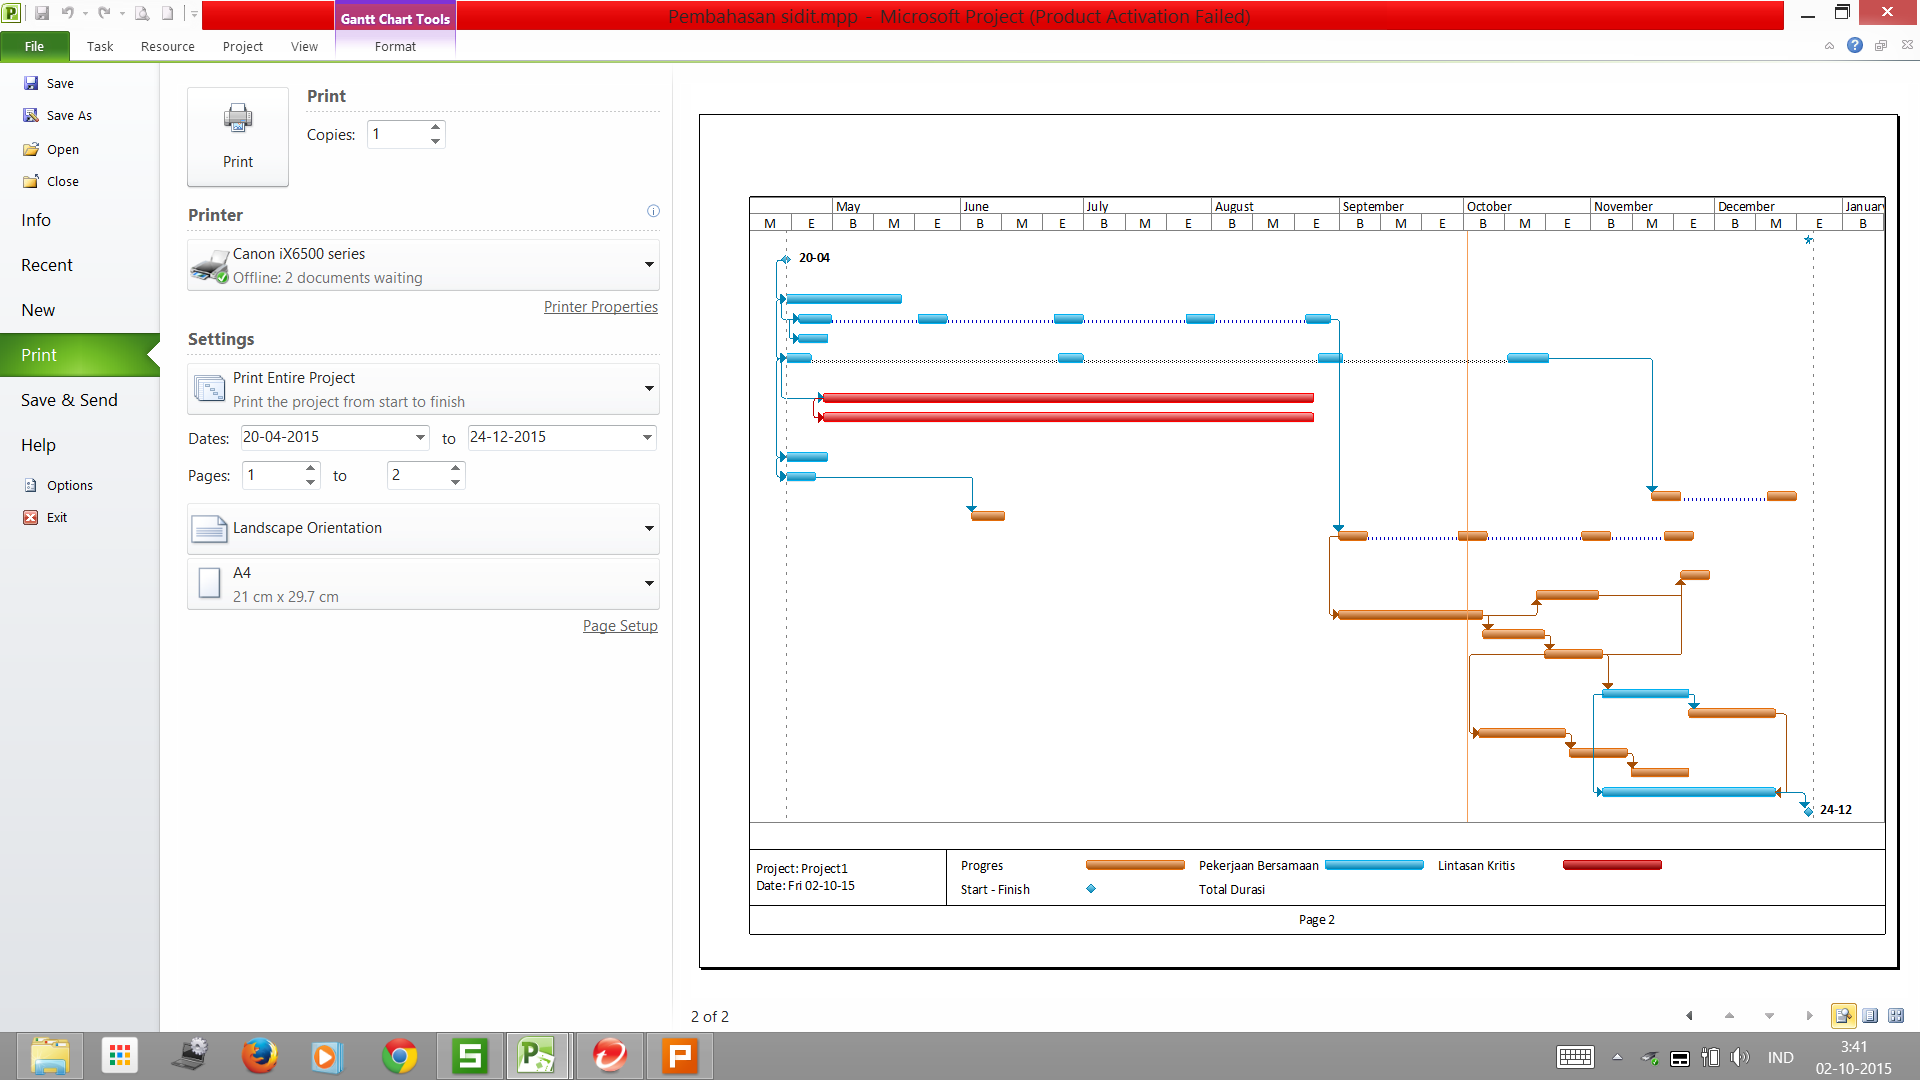 Gantt Chart Tools
Pembahasan sidit.mpp - Microsoft Project (Product Activation Failed)
File Task Resource Project View Format
Save
Save As
Open
Close
Info
Recent
New
Print
Save & Send
Help
Options
Exit
Print
Print
Copies: 1
Printer
Canon iX6500 series
Offline: 2 documents waiting
Printer Properties
Settings
Print Entire Project
Print the project from start to finish
Dates: 20-04-2015 to 24-12-2015
Pages: 1 to 2
Landscape Orientation
A4
21 cm x 29.7 cm
Page Setup
May June July August September October November December Januar
M E B M E B M E B M E B M E B M E B M E B M E B M E B
20-04
24-12
Project: Project1
Date: Fri 02-10-15
Progres Pekerjaan Bersamaan Lintasan Kritis
Start - Finish Total Durasi
Page 2
2 of 2
IND
3:41
02-10-2015